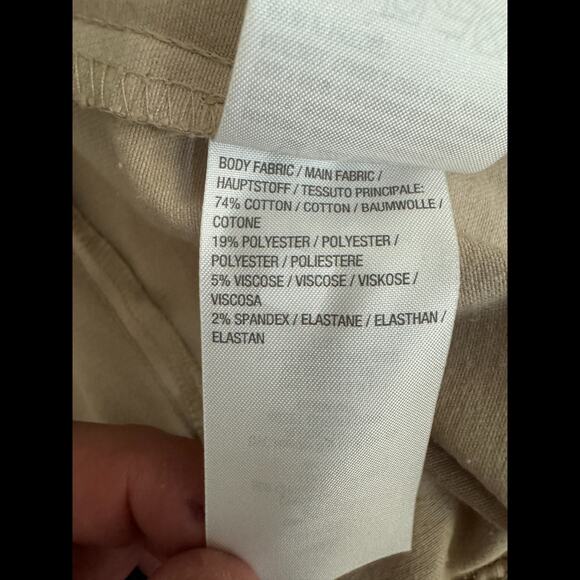 BODY FABRIC / MAIN FABRIC /
HAUPTSTOFF / TESSUTO PRINCIPALE:
74% COTTON / COTTON / BAUMWOLLE /
COTONE
19% POLYESTER / POLYESTER /
POLYESTER / POLIESTERE
5% VISCOSE / VISCOSE / VISKOSE /
VISCOSA
2% SPANDEX / ELASTANE / ELASTHAN /
ELASTAN